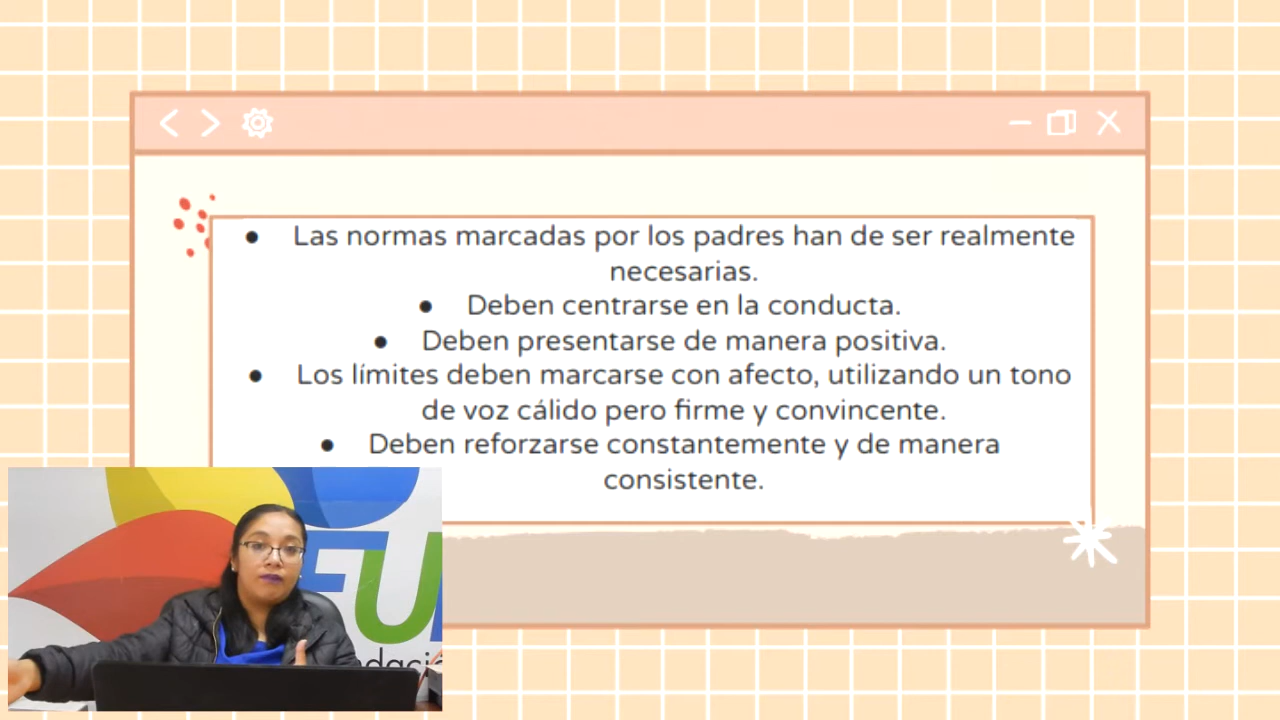 ● Las normas marcadas por los padres han de ser realmente
necesarias.
● Deben centrarse en la conducta.
● Deben presentarse de manera positiva.
● Los límites deben marcarse con afecto, utilizando un tono
de voz cálido pero firme y convincente.
● Deben reforzarse constantemente y de manera
consistente.
FU
ndaci